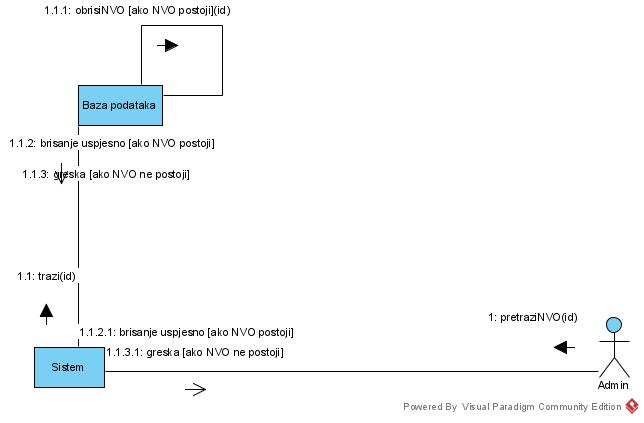 1.1.1: obrisiNVO [ako NVO postoji](id)
Baza podataka
1.1.2: brisanje uspjesno [ako NVO postoji]
1.1.3: greska [ako NVO ne postoji]
1.1: trazi(id)
1: pretraziNVO(id)
1.1.2.1: brisanje uspjesno [ako NVO postoji]
1.1.3.1: greska [ako NVO ne postoji]
Sistem
Admin
Powered By Visual Paradigm Community Edition